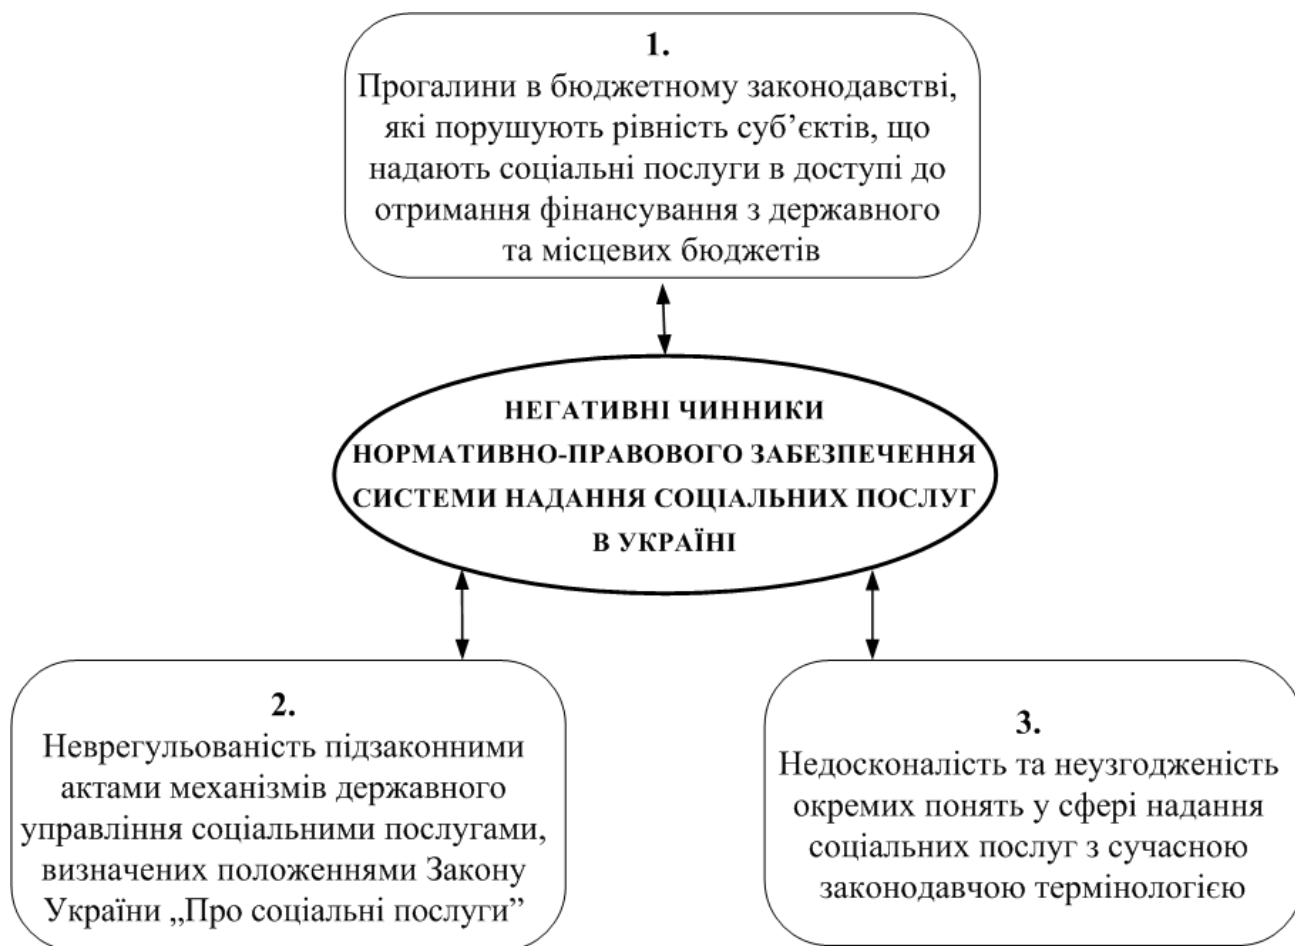 1.
Прогалини в бюджетному законодавстві,
які порушують рівність суб’єктів, що
надають соціальні послуги в доступі до
отримання фінансування з державного
та місцевих бюджетів
НЕГАТИВНІ ЧИННИКИ
НОРМАТИВНО-ПРАВОВОГО ЗАБЕЗПЕЧЕННЯ
СИСТЕМИ НАДАННЯ СОЦІАЛЬНИХ ПОСЛУГ
В УКРАЇНІ
2.
Неврегульованість підзаконними
актами механізмів державного
управління соціальними послугами,
визначених положеннями Закону
України „Про соціальні послуги”
3.
Недосконалість та неузгодженість
окремих понять у сфері надання
соціальних послуг з сучасною
законодавчою термінологією